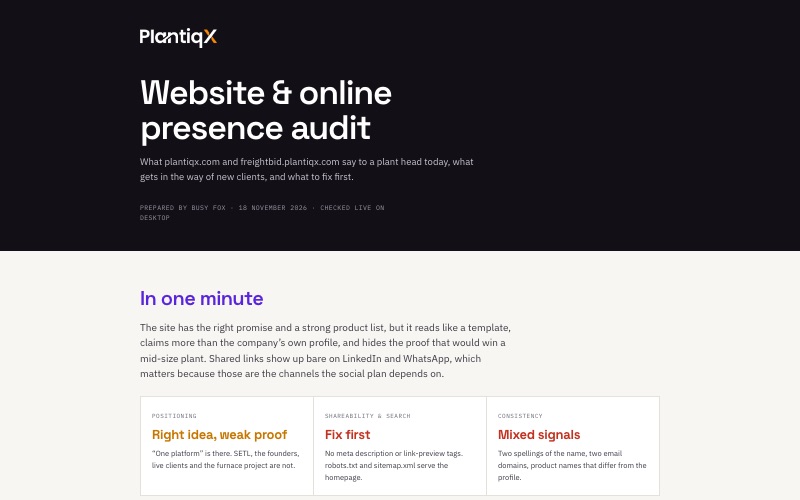 PlantiqX
Website & online
presence audit
What plantiqx.com and freightbid.plantiqx.com say to a plant head today, what
gets in the way of new clients, and what to fix first.
PREPARED BY BUSY FOX · 18 NOVEMBER 2026 · CHECKED LIVE ON
DESKTOP
In one minute
The site has the right promise and a strong product list, but it reads like a template,
claims more than the company's own profile, and hides the proof that would win a
mid-size plant. Shared links show up bare on LinkedIn and WhatsApp, which
matters because those are the channels the social plan depends on.
POSITIONING
Right idea, weak proof
“One platform” is there. SETL, the founders,
live clients and the furnace project are not.
SHAREABILITY & SEARCH
Fix first
No meta description or link-preview tags.
robots.txt and sitemap.xml serve the
homepage.
CONSISTENCY
Mixed signals
Two spellings of the name, two email
domains, product names that differ from the
profile.